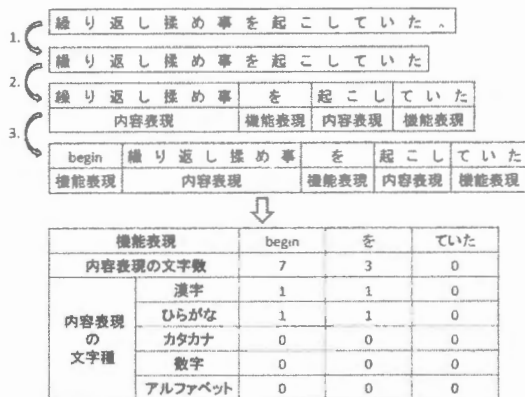 1. 繰り返し揉め事を起こしていた、
2. 繰り返し揉め事を起こしていた
繰り返し揉め事 を 起こし ていた
内容表現 機能表現 内容表現 機能表現
3. begin 繰り返し揉め事 を 起こし ていた
機能表現 内容表現 機能表現 内容表現 機能表現
機能表現 begin を ていた
内容表現の文字数 7 3 0
内容表現の文字種 漢字 1 1 0
ひらがな 1 1 0
カタカナ 0 0 0
数字 0 0 0
アルファベット 0 0 0